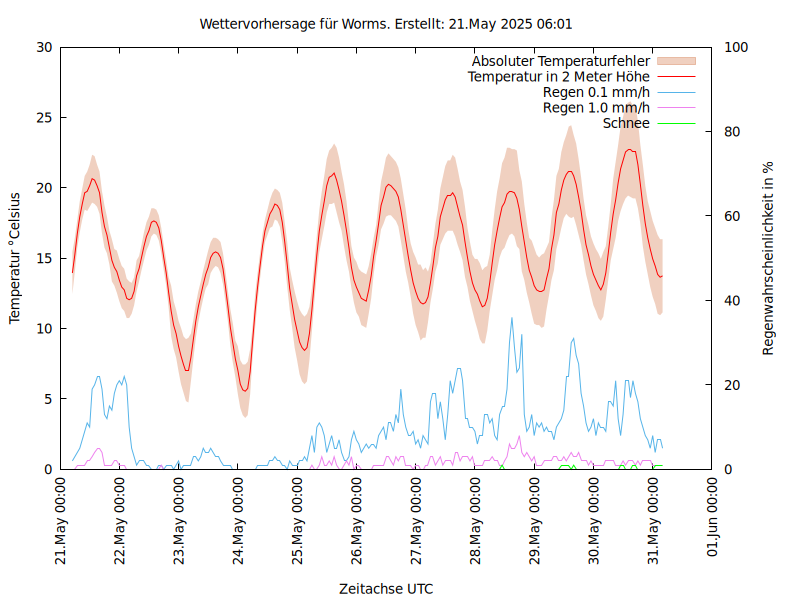 Wettervorhersage für Worms. Erstellt: 21.May 2025 06:01
30
25
20
15
10
5
0
100
80
60
40
20
0
Temperatur °Celsius
Regenwahrscheinlichkeit in %
Absoluter Temperaturfehler
Temperatur in 2 Meter Höhe
Regen 0.1 mm/h
Regen 1.0 mm/h
Schnee
21.May 00:00
22.May 00:00
23.May 00:00
24.May 00:00
25.May 00:00
26.May 00:00
27.May 00:00
28.May 00:00
29.May 00:00
30.May 00:00
31.May 00:00
01.Jun 00:00
Zeitachse UTC